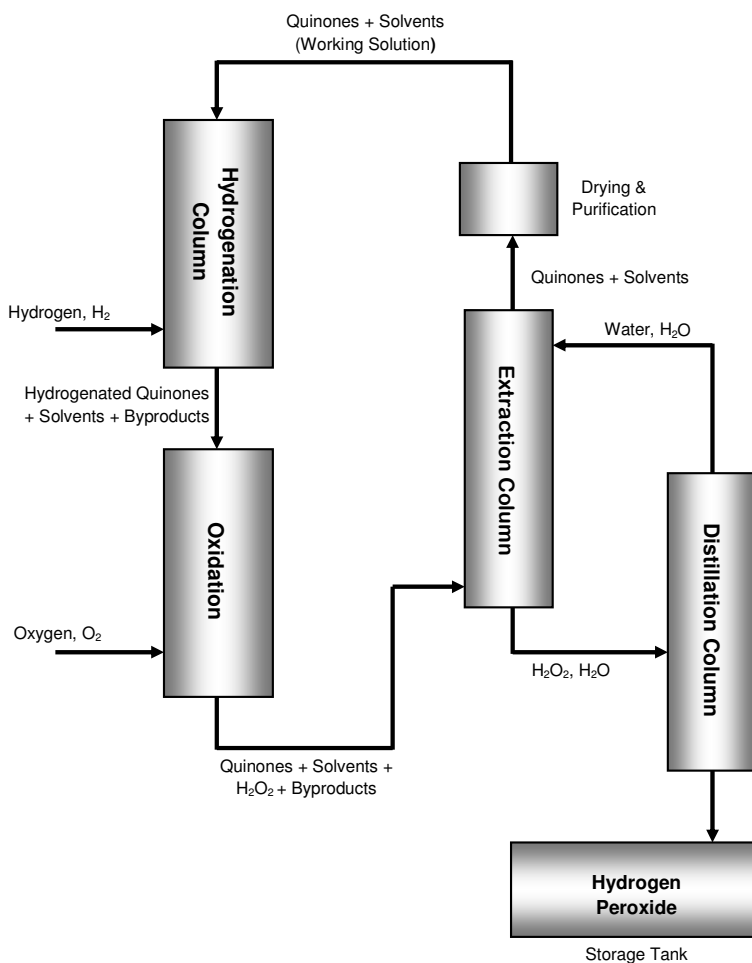 Quinones + Solvents
(Working Solution)
Hydrogenation
Column
Drying &
Purification
Quinones + Solvents
Hydrogen, H₂
Water, H₂O
Hydrogenated Quinones
+ Solvents + Byproducts
Extraction Column
Oxidation
Distillation Column
Oxygen, O₂
H₂O₂, H₂O
Quinones + Solvents +
H₂O₂ + Byproducts
Hydrogen
Peroxide
Storage Tank